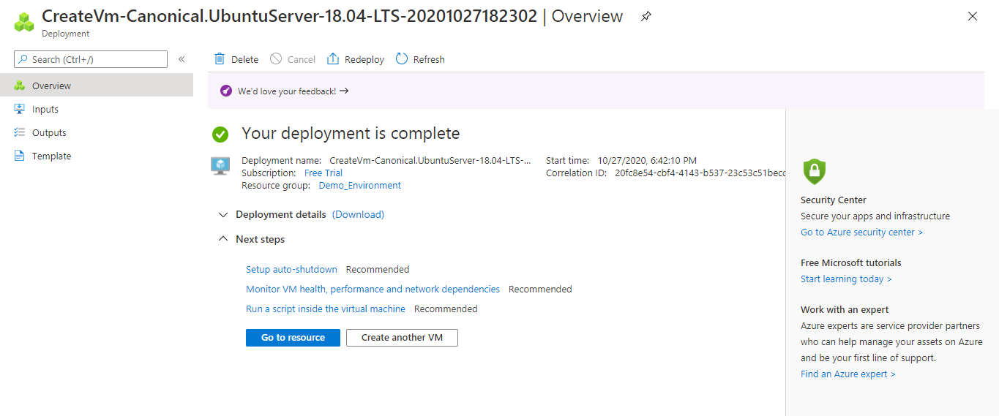 CreateVm-Canonical.UbuntuServer-18.04-LTS-20201027182302 | Overview
Deployment
Search (Ctrl+/)
«
Delete
Cancel
Redeploy
Refresh
Overview
Inputs
Outputs
Template
We'd love your feedback! →
Your deployment is complete
Deployment name: CreateVm-Canonical.UbuntuServer-18.04-LTS-...
Subscription: Free Trial
Resource group: Demo_Environment
Start time: 10/27/2020, 6:42:10 PM
Correlation ID: 20fc8e54-cbf4-4143-b537-23c53c51becc
Deployment details (Download)
Next steps
Setup auto-shutdown Recommended
Monitor VM health, performance and network dependencies Recommended
Run a script inside the virtual machine Recommended
Go to resource
Create another VM
Security Center
Secure your apps and infrastructure
Go to Azure security center >
Free Microsoft tutorials
Start learning today >
Work with an expert
Azure experts are service provider partners
who can help manage your assets on Azure
and be your first line of support.
Find an Azure expert >